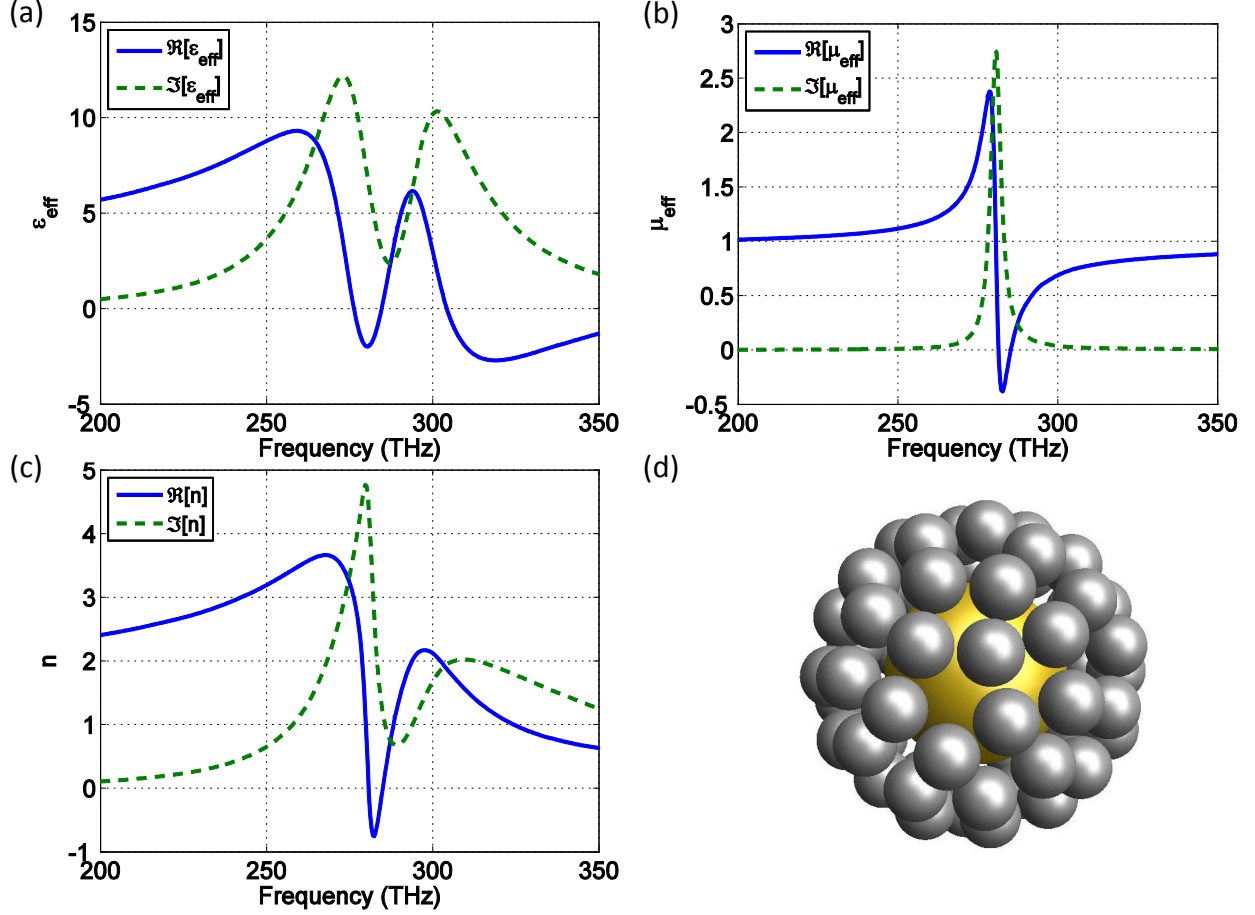 (a)
15
10
5
0
-5
ε_eff
ℜ[ε_eff]
ℑ[ε_eff]
200 250 300 350
Frequency (THz)
(b)
3
2.5
2
1.5
1
0.5
0
-0.5
μ_eff
ℜ[μ_eff]
ℑ[μ_eff]
200 250 300 350
Frequency (THz)
(c)
5
4
3
2
1
0
-1
n
ℜ[n]
ℑ[n]
200 250 300 350
Frequency (THz)
(d)